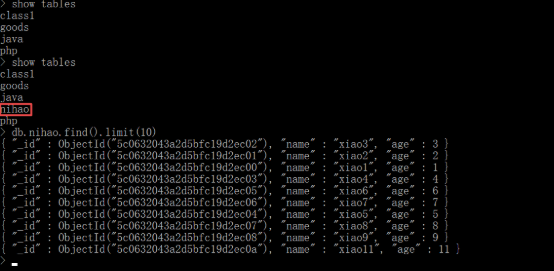 > show tables
class1
goods
java
php
> show tables
class1
goods
java
nihao
php
> db.nihao.find().limit(10)
{ "_id" : ObjectId("5c0632043a2d5bfc19d2ec02"), "name" : "xiao3", "age" : 3 }
{ "_id" : ObjectId("5c0632043a2d5bfc19d2ec01"), "name" : "xiao2", "age" : 2 }
{ "_id" : ObjectId("5c0632043a2d5bfc19d2ec00"), "name" : "xiao1", "age" : 1 }
{ "_id" : ObjectId("5c0632043a2d5bfc19d2ec03"), "name" : "xiao4", "age" : 4 }
{ "_id" : ObjectId("5c0632043a2d5bfc19d2ec05"), "name" : "xiao6", "age" : 6 }
{ "_id" : ObjectId("5c0632043a2d5bfc19d2ec06"), "name" : "xiao7", "age" : 7 }
{ "_id" : ObjectId("5c0632043a2d5bfc19d2ec04"), "name" : "xiao5", "age" : 5 }
{ "_id" : ObjectId("5c0632043a2d5bfc19d2ec07"), "name" : "xiao8", "age" : 8 }
{ "_id" : ObjectId("5c0632043a2d5bfc19d2ec08"), "name" : "xiao9", "age" : 9 }
{ "_id" : ObjectId("5c0632043a2d5bfc19d2ec0a"), "name" : "xiao11", "age" : 11 }
>